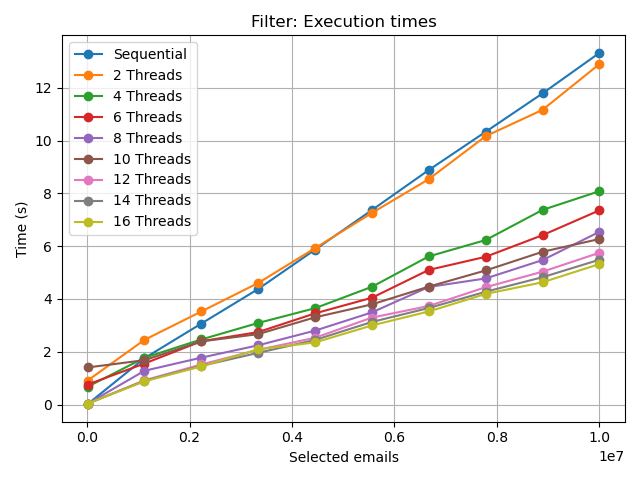 Filter: Execution times
Sequential
2 Threads
4 Threads
6 Threads
8 Threads
10 Threads
12 Threads
14 Threads
16 Threads
Time (s)
12
10
8
6
4
2
0
0.0 0.2 0.4 0.6 0.8 1.0
1e7
Selected emails